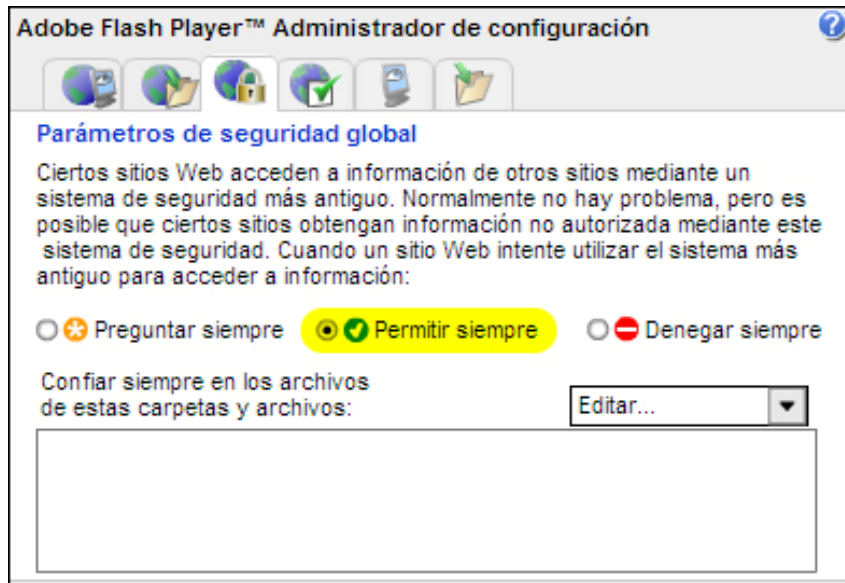 Adobe Flash Player™ Administrador de configuración
?
Parámetros de seguridad global
Ciertos sitios Web acceden a información de otros sitios mediante un
sistema de seguridad más antiguo. Normalmente no hay problema, pero es
posible que ciertos sitios obtengan información no autorizada mediante este
sistema de seguridad. Cuando un sitio Web intente utilizar el sistema más
antiguo para acceder a información:
Preguntar siempre Permitir siempre Denegar siempre
Confiar siempre en los archivos
de estas carpetas y archivos:
Editar...